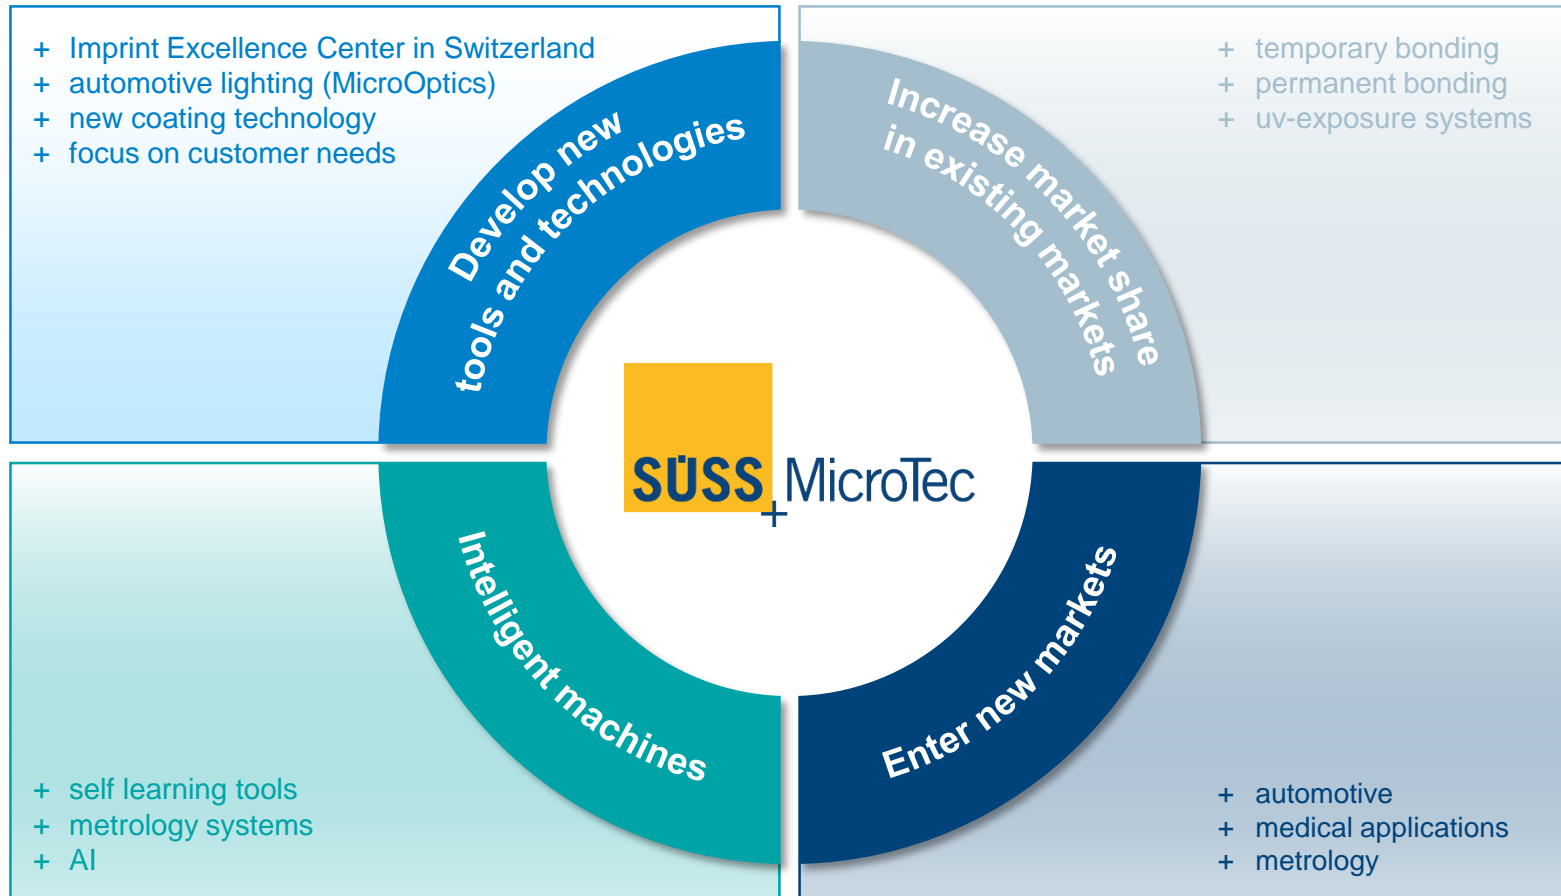 + Imprint Excellence Center in Switzerland
+ automotive lighting (MicroOptics)
+ new coating technology
+ focus on customer needs
Develop new
tools and technologies
+ temporary bonding
+ permanent bonding
+ uv-exposure systems
Increase market share
in existing markets
SÜSS MicroTec
+
Intelligent machines
+ self learning tools
+ metrology systems
+ AI
Enter new markets
+ automotive
+ medical applications
+ metrology